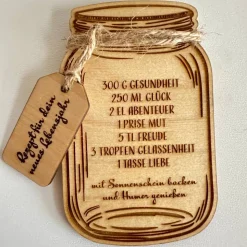 300 G GESUNDHEIT
250 ML GLÜCK
2 EL ABENTEUER
1 PRISE MUT
5 TL FREUDE
3 TROPFEN GELASSENHEIT
1 TASSE LIEBE
mit Sonnenschein backen
und Humor genießen
Rezept für dein
neues Lebensjahr